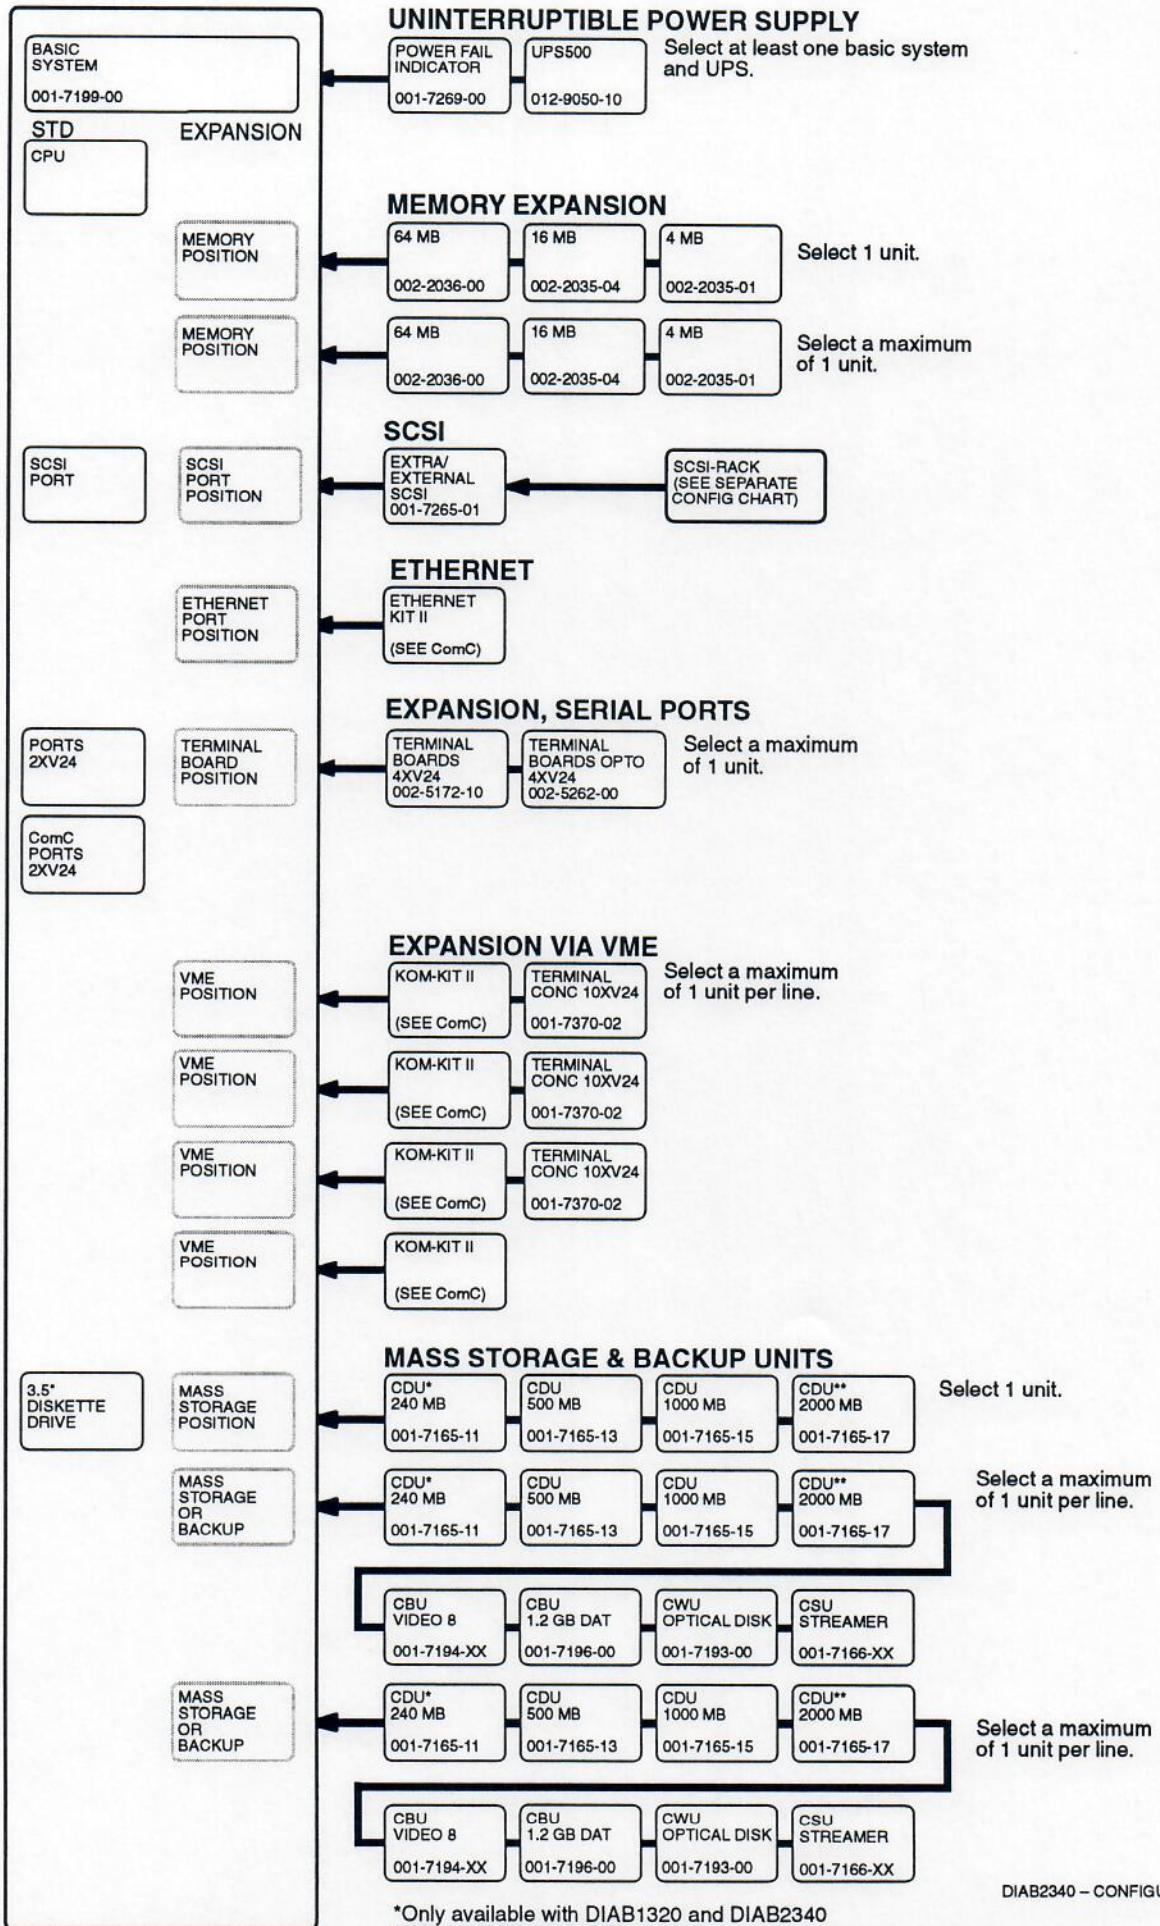 UNINTERRUPTIBLE POWER SUPPLY
BASIC
SYSTEM
001-7199-00
POWER FAIL
INDICATOR
001-7269-00
UPS500
012-9050-10
Select at least one basic system
and UPS.
STD
EXPANSION
CPU
MEMORY EXPANSION
MEMORY
POSITION
64 MB
002-2036-00
16 MB
002-2035-04
4 MB
002-2035-01
Select 1 unit.
MEMORY
POSITION
64 MB
002-2036-00
16 MB
002-2035-04
4 MB
002-2035-01
Select a maximum
of 1 unit.
SCSI
SCSI
PORT
SCSI
PORT
POSITION
EXTRA/
EXTERNAL
SCSI
001-7265-01
SCSI-RACK
(SEE SEPARATE
CONFIG CHART)
ETHERNET
ETHERNET
PORT
POSITION
ETHERNET
KIT II
(SEE ComC)
EXPANSION, SERIAL PORTS
PORTS
2XV24
TERMINAL
BOARD
POSITION
TERMINAL
BOARDS
4XV24
002-5172-10
TERMINAL
BOARDS OPTO
4XV24
002-5262-00
Select a maximum
of 1 unit.
ComC
PORTS
2XV24
EXPANSION VIA VME
VME
POSITION
KOM-KIT II
(SEE ComC)
TERMINAL
CONC 10XV24
001-7370-02
Select a maximum
of 1 unit per line.
VME
POSITION
KOM-KIT II
(SEE ComC)
TERMINAL
CONC 10XV24
001-7370-02
VME
POSITION
KOM-KIT II
(SEE ComC)
TERMINAL
CONC 10XV24
001-7370-02
VME
POSITION
KOM-KIT II
(SEE ComC)
MASS STORAGE & BACKUP UNITS
3.5"
DISKETTE
DRIVE
MASS
STORAGE
POSITION
CDU*
240 MB
001-7165-11
CDU
500 MB
001-7165-13
CDU
1000 MB
001-7165-15
CDU**
2000 MB
001-7165-17
Select 1 unit.
MASS
STORAGE
OR
BACKUP
CDU*
240 MB
001-7165-11
CDU
500 MB
001-7165-13
CDU
1000 MB
001-7165-15
CDU**
2000 MB
001-7165-17
Select a maximum
of 1 unit per line.
CBU
VIDEO 8
001-7194-XX
CBU
1.2 GB DAT
001-7196-00
CWU
OPTICAL DISK
001-7193-00
CSU
STREAMER
001-7166-XX
MASS
STORAGE
OR
BACKUP
CDU*
240 MB
001-7165-11
CDU
500 MB
001-7165-13
CDU
1000 MB
001-7165-15
CDU**
2000 MB
001-7165-17
Select a maximum
of 1 unit per line.
CBU
VIDEO 8
001-7194-XX
CBU
1.2 GB DAT
001-7196-00
CWU
OPTICAL DISK
001-7193-00
CSU
STREAMER
001-7166-XX
DIAB2340 – CONFIGU
*Only available with DIAB1320 and DIAB2340